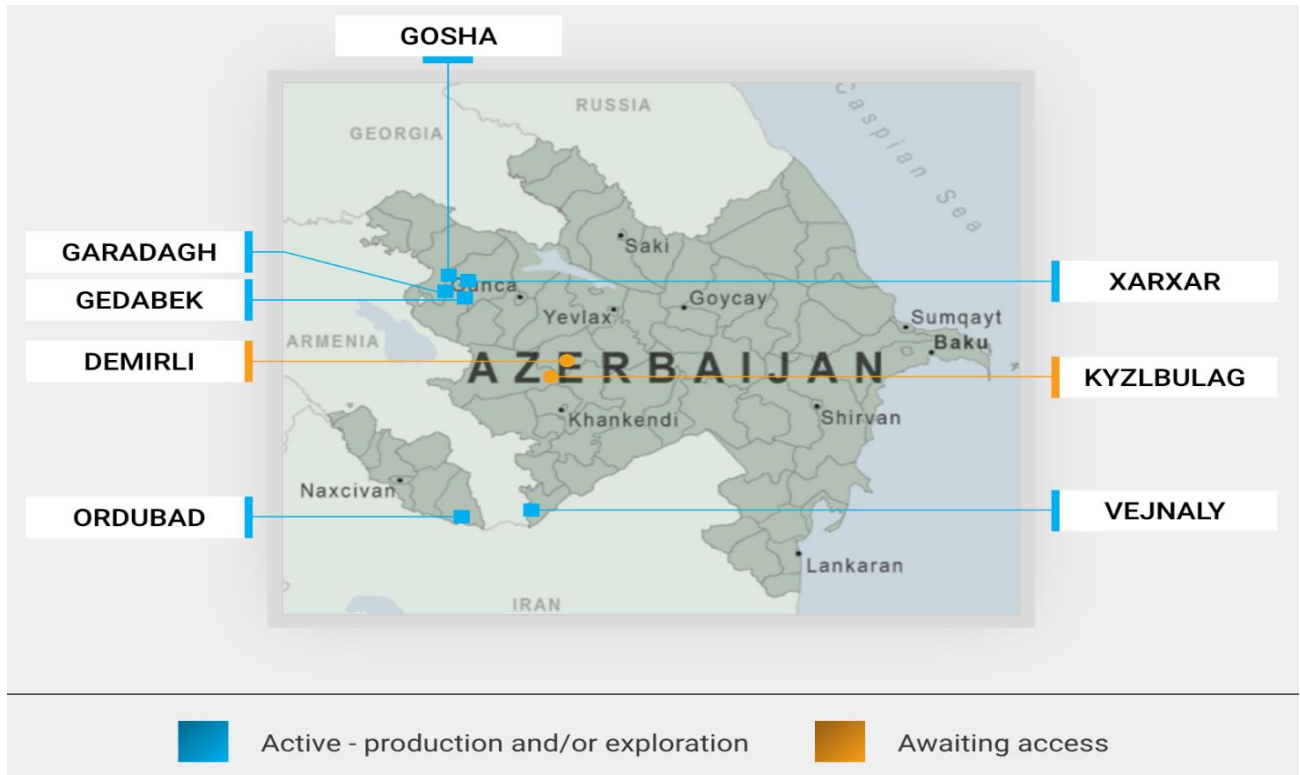 GOSHA
RUSSIA
Caspian Sea
GEORGIA
GARADAGH
Saki
XARXAR
GEDABEK
Ganca
Goycay
Yevlax
Sumqayt
Baku
ARMENIA
DEMIRLI
AZERBAIJAN
KYZLBULAG
Khankendi
Shirvan
Naxcivan
ORDUBAD
VEJNALY
Lankaran
IRAN
Active - production and/or exploration
Awaiting access